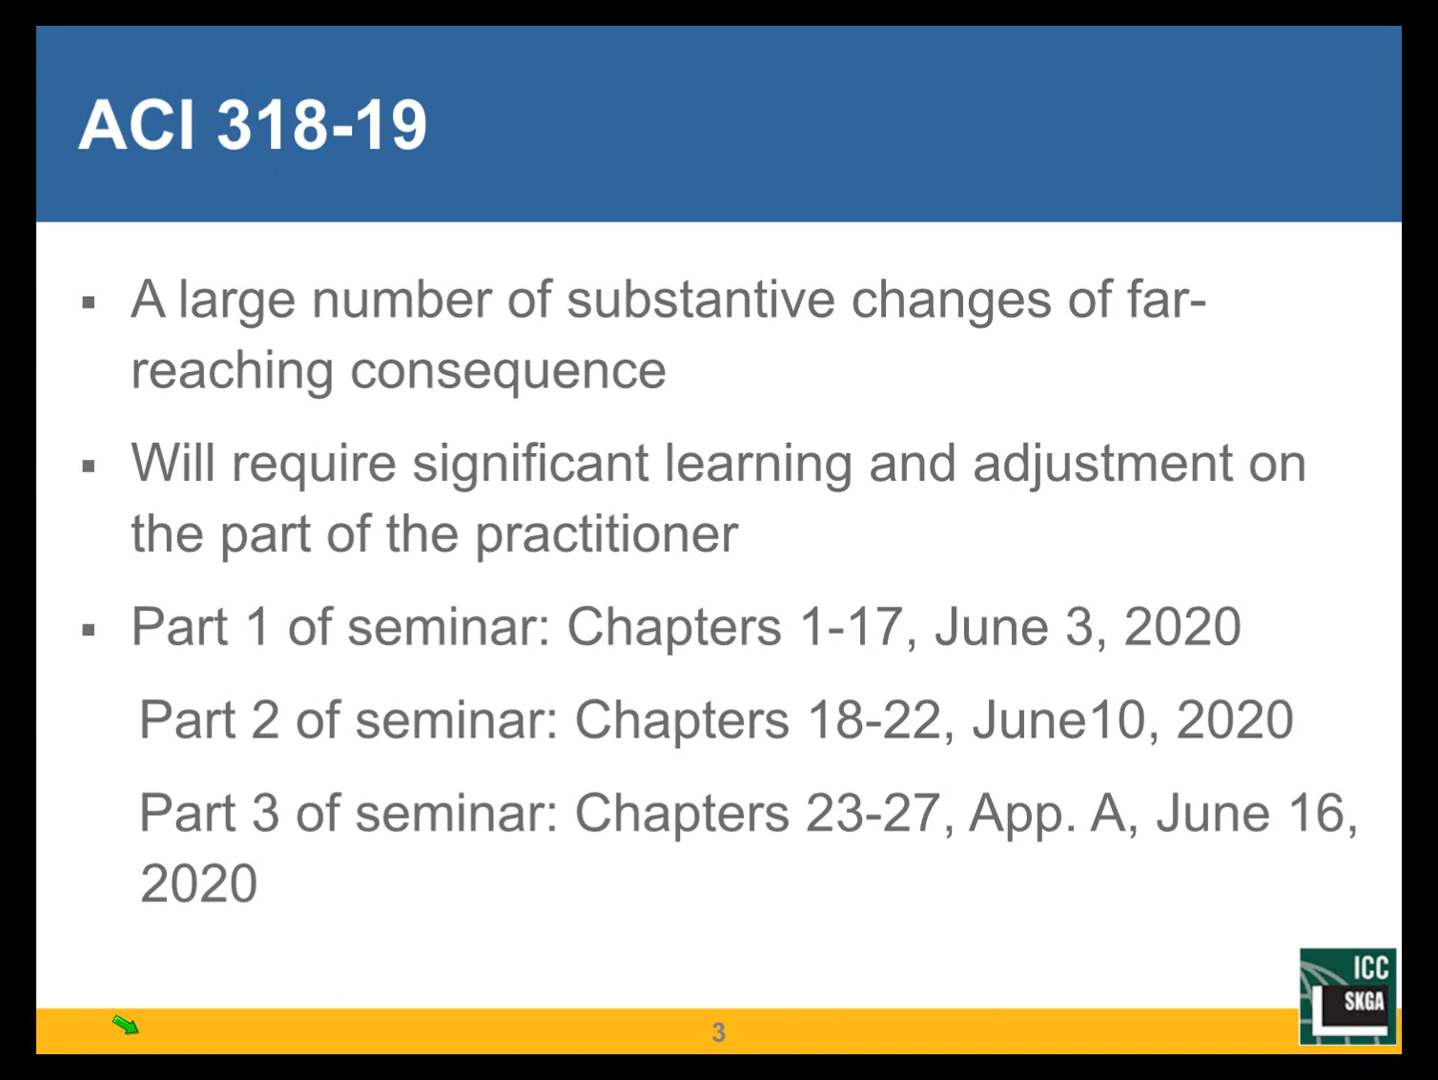 ACI 318-19
▪ A large number of substantive changes of far-
reaching consequence
▪ Will require significant learning and adjustment on
the part of the practitioner
▪ Part 1 of seminar: Chapters 1-17, June 3, 2020
Part 2 of seminar: Chapters 18-22, June10, 2020
Part 3 of seminar: Chapters 23-27, App. A, June 16,
2020
ICC
SKGA
3